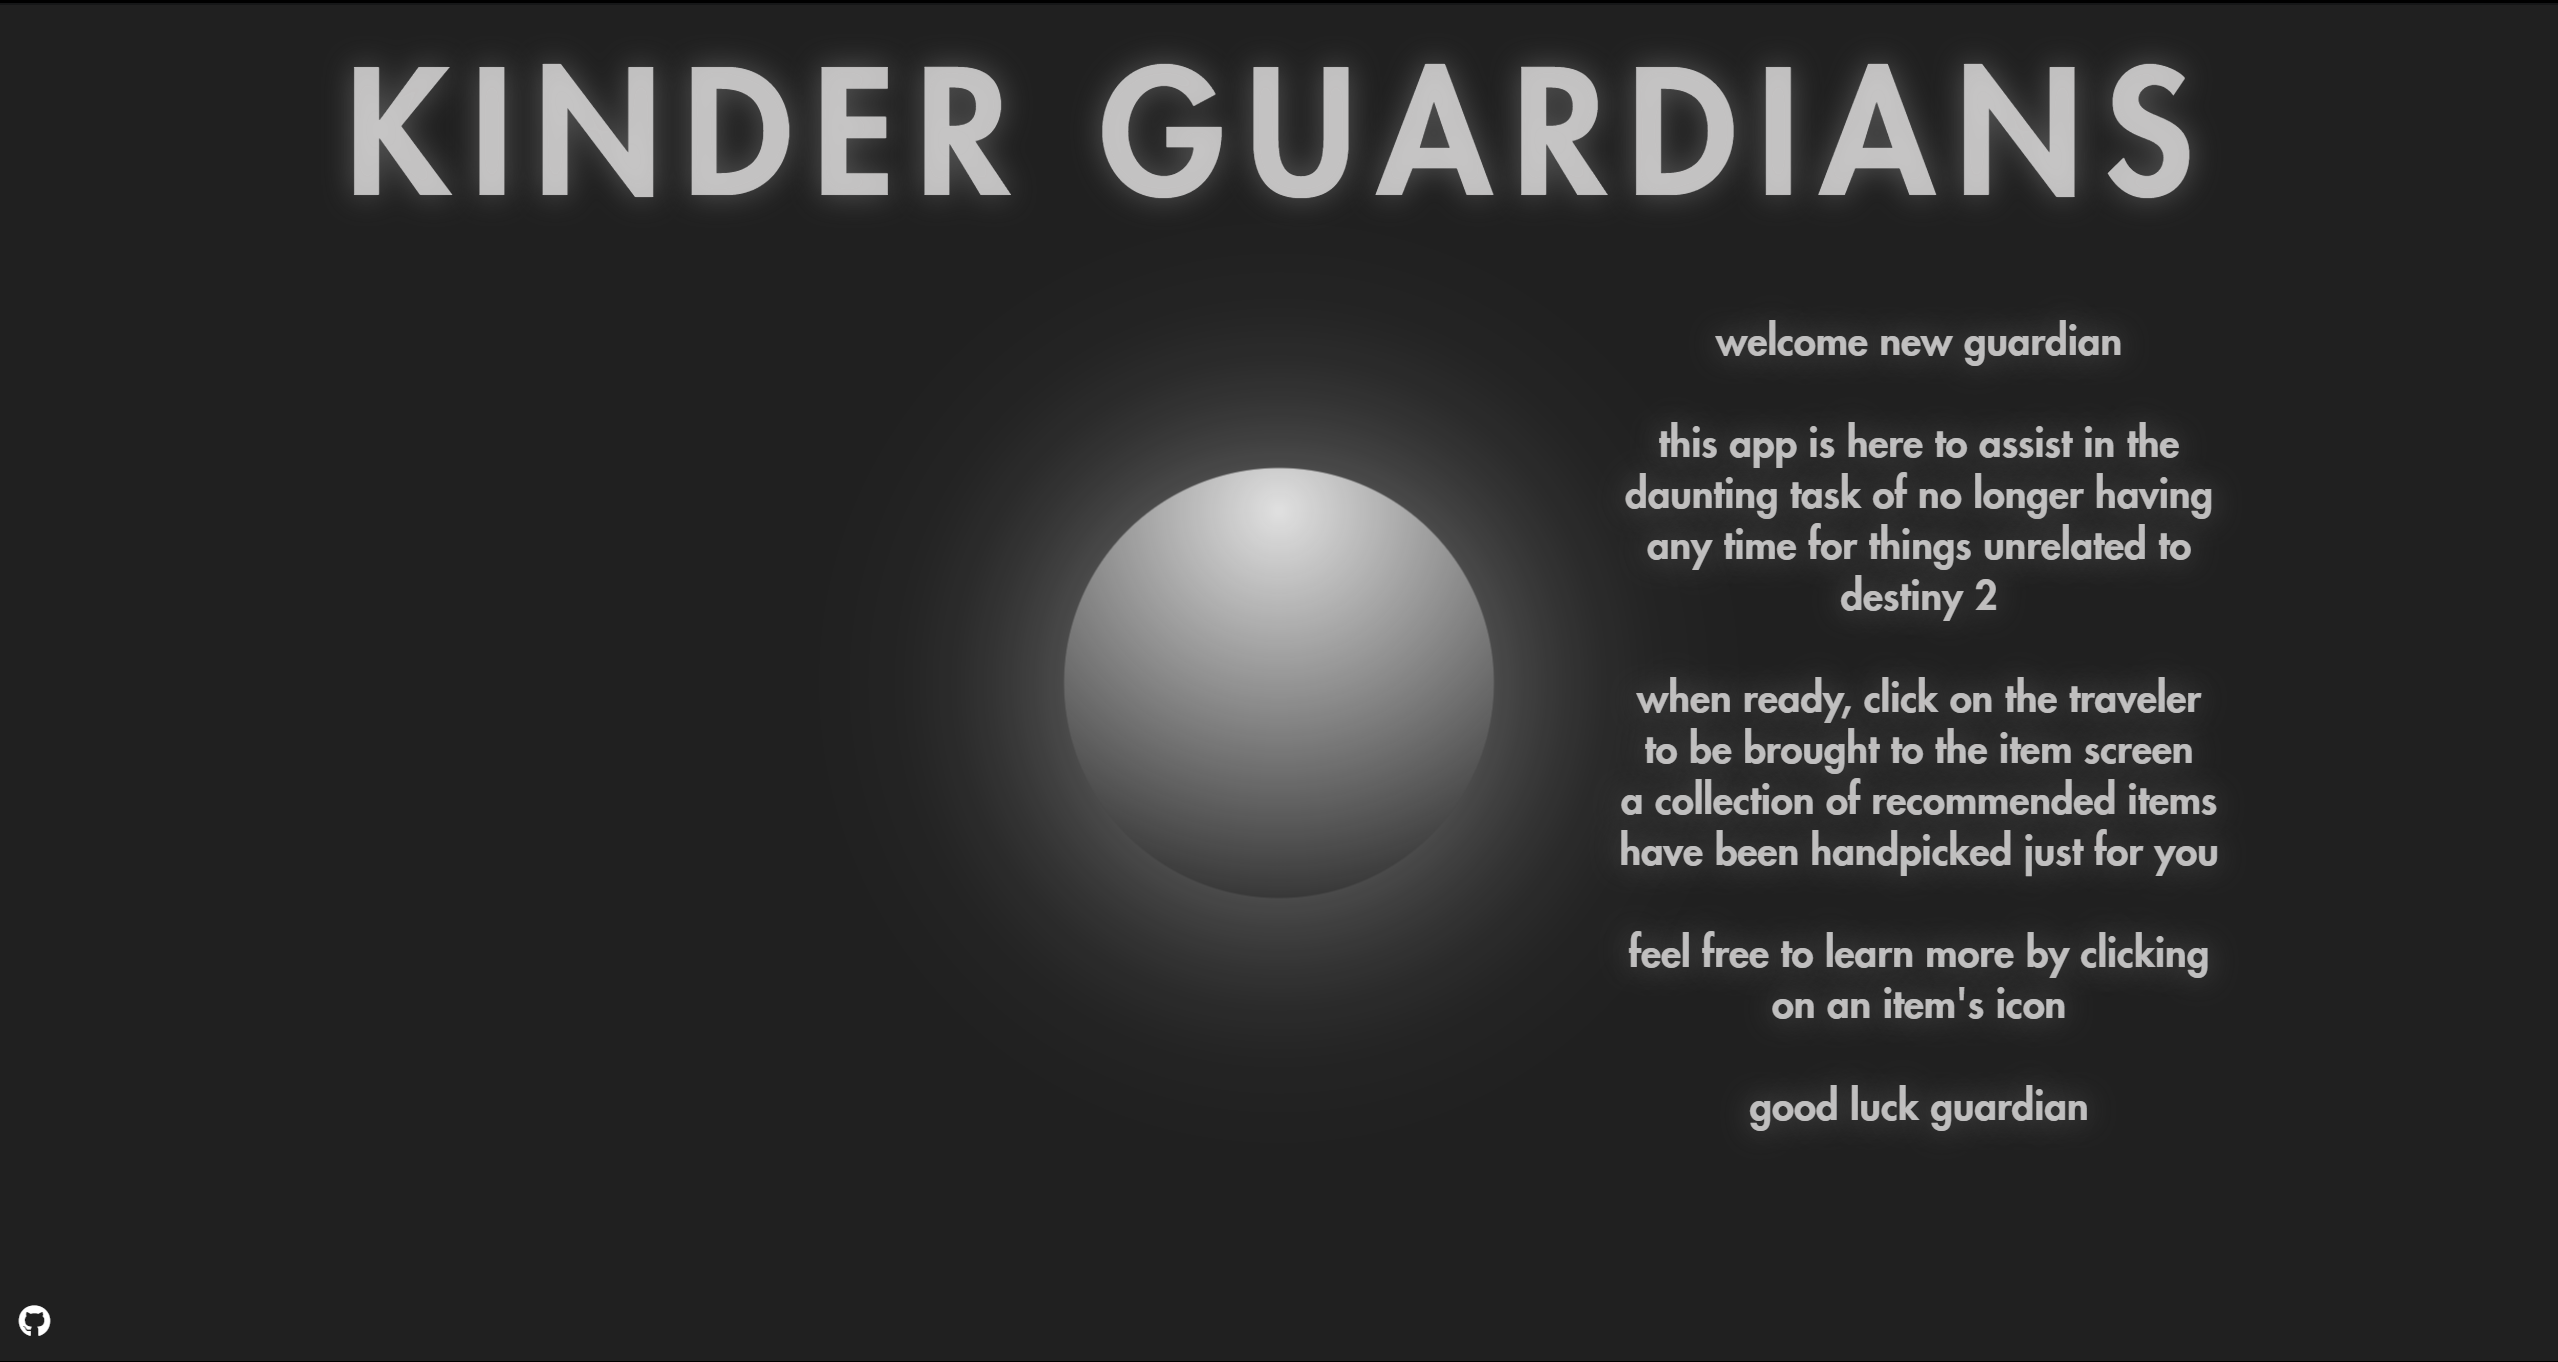 KINDER GUARDIANS
welcome new guardian
this app is here to assist in the
daunting task of no longer having
any time for things unrelated to
destiny 2
when ready, click on the traveler
to be brought to the item screen
a collection of recommended items
have been handpicked just for you
feel free to learn more by clicking
on an item's icon
good luck guardian